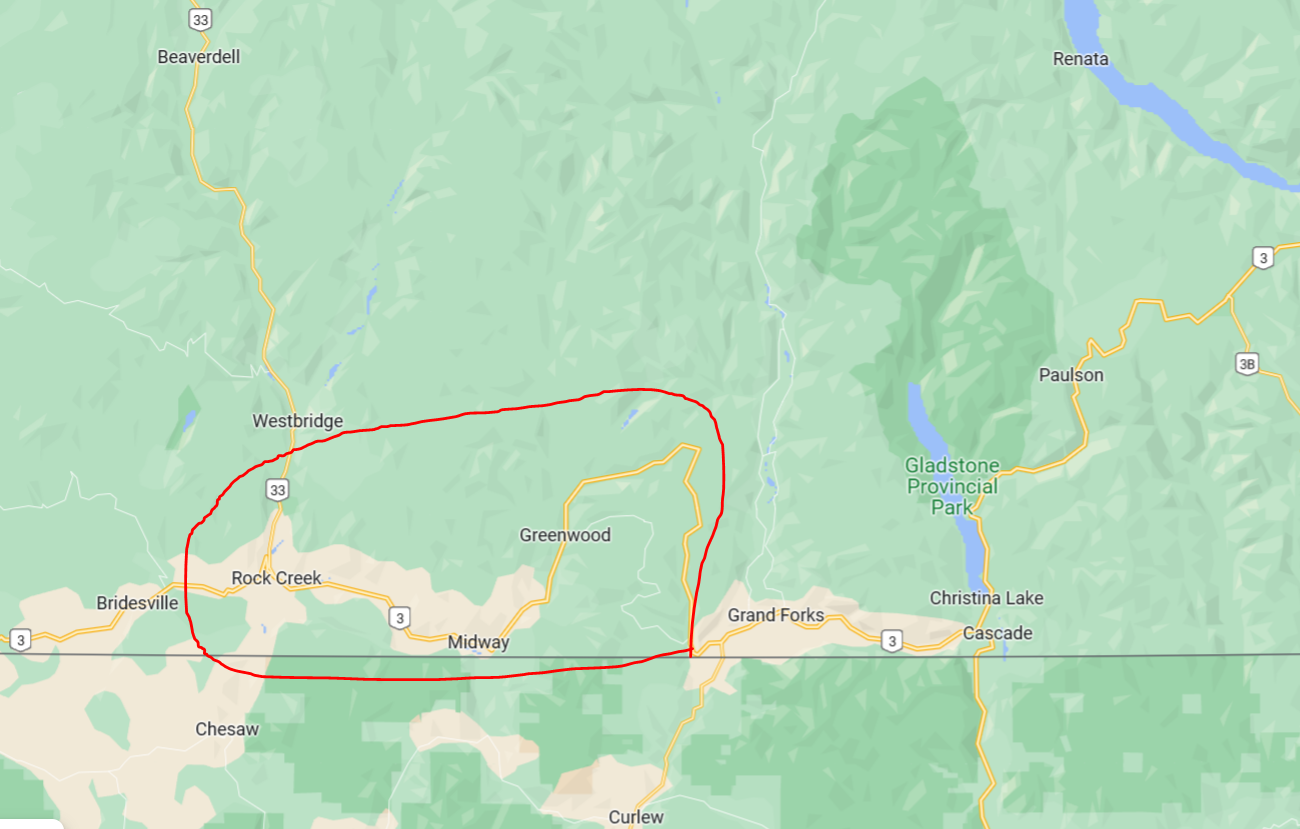 33
Beaverdell
Renata
3
3B
Paulson
Westbridge
Gladstone
Provincial
Park
33
Greenwood
Rock Creek
Bridesville
3
Christina Lake
Grand Forks
3
Midway
3
Cascade
3
Chesaw
Curlew